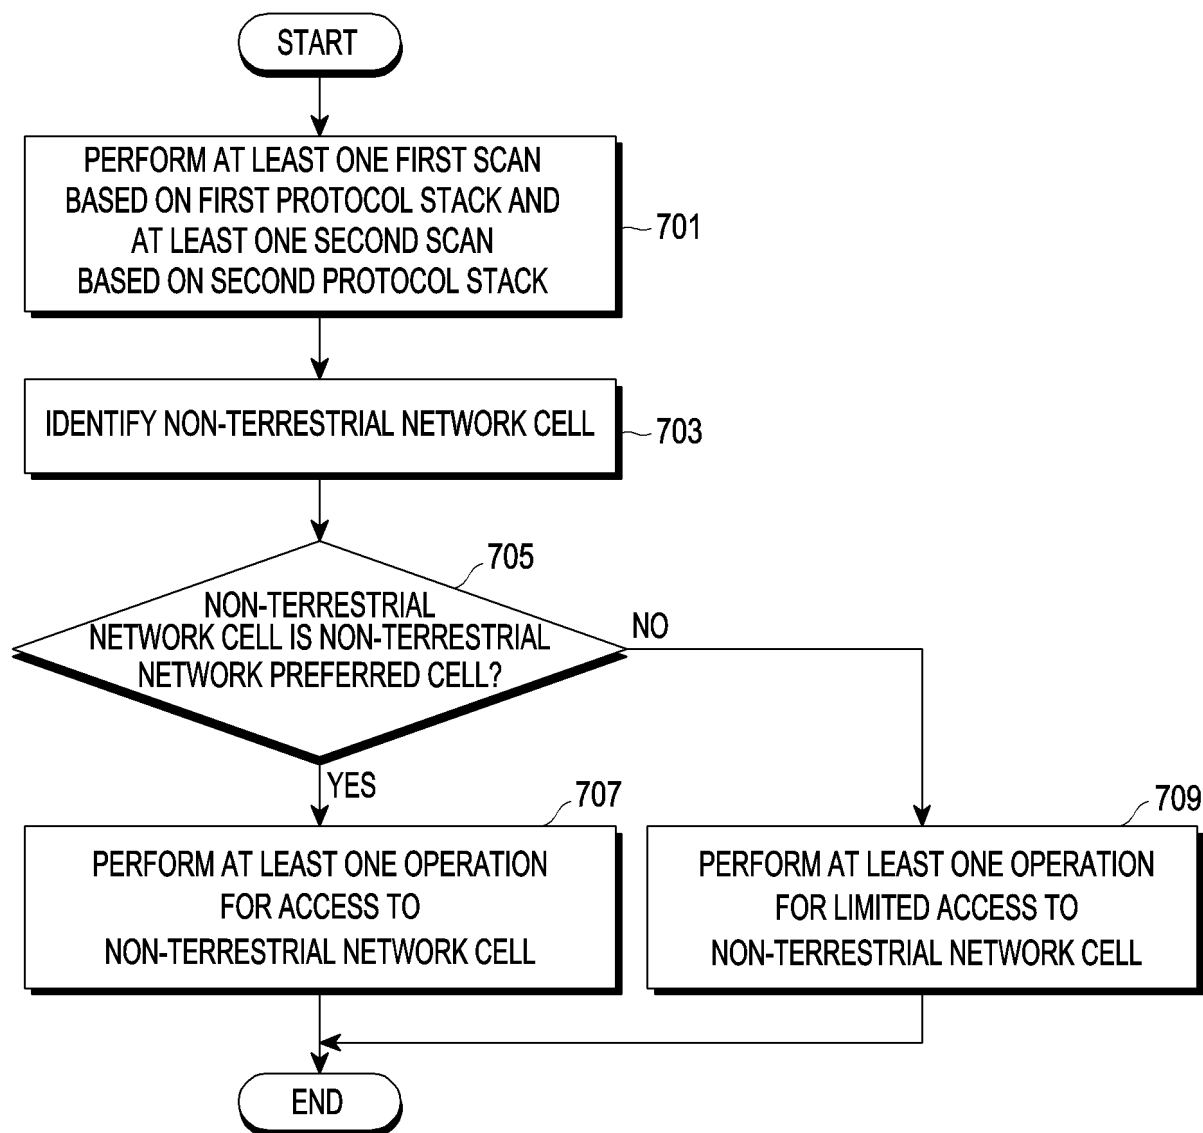 START
PERFORM AT LEAST ONE FIRST SCAN
BASED ON FIRST PROTOCOL STACK AND
AT LEAST ONE SECOND SCAN
BASED ON SECOND PROTOCOL STACK
701
IDENTIFY NON-TERRESTRIAL NETWORK CELL
703
705
NON-TERRESTRIAL
NETWORK CELL IS NON-TERRESTRIAL
NETWORK PREFERRED CELL?
NO
YES
707
PERFORM AT LEAST ONE OPERATION
FOR ACCESS TO
NON-TERRESTRIAL NETWORK CELL
709
PERFORM AT LEAST ONE OPERATION
FOR LIMITED ACCESS TO
NON-TERRESTRIAL NETWORK CELL
END